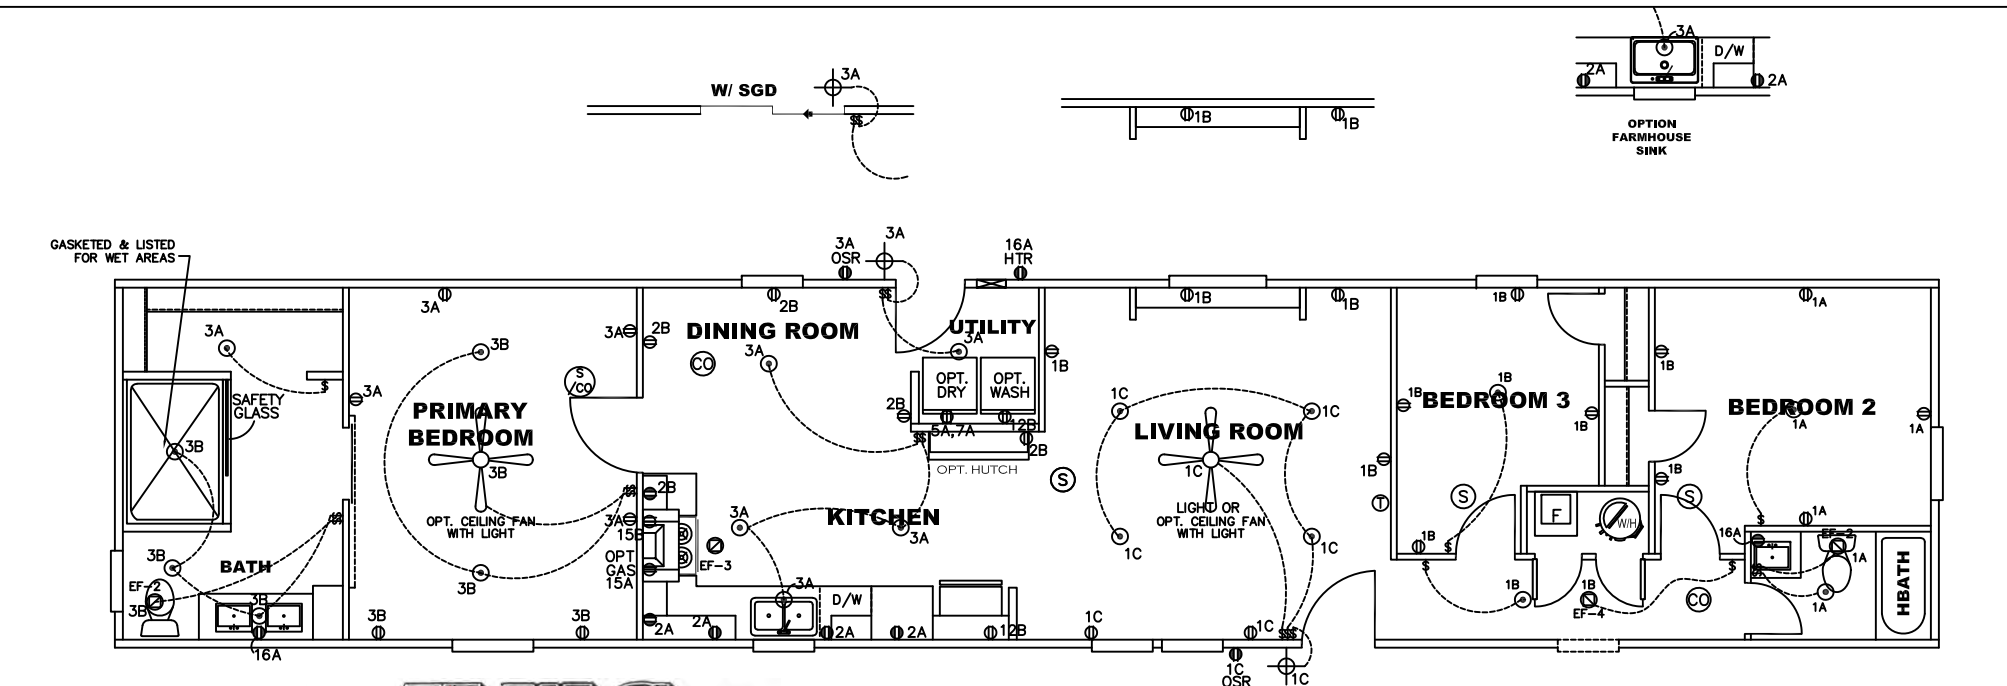 3A
D/W
2A
2A
OPTION
FARMHOUSE
SINK
W/ SGD
3A
$$
1B
1B
GASKETED & LISTED
FOR WET AREAS
3A
OSR
3A
16A
HTR
3A
3A
2B
1B
1B
1B
1A
$$
3A
2B
DINING ROOM
UTILITY
3A
3A
3B
3A
CO
S
/CO
OPT.
DRY
OPT.
WASH
1B
1B
1B
1B
$
SAFETY
GLASS
3A
PRIMARY
BEDROOM
2B
5A,7A
12B
2B
$$
OPT. HUTCH
1C
1C
LIVING ROOM
1C
BEDROOM 3
1B
1B
BEDROOM 2
1A
1A
3B
3B
OPT. CEILING FAN
WITH LIGHT
$$
2B
3A
15B
OPT
GAS
15A
EF-3
3A
KITCHEN
3A
S
1B
T
LIGHT OR
OPT. CEILING FAN
WITH LIGHT
1C
1C
S
F
W/H
S
1B
$
1B
$
1A
16A
EF-2
1A
$$
3B
BATH
EF-2
3B
3B
16A
3B
3B
3B
2A
2A
3A
D/W
2A
2A
12B
1C
1C
$$$
1C
OSR
1C
$
1B
1B
EF-4
$
CO
1A
HBATH